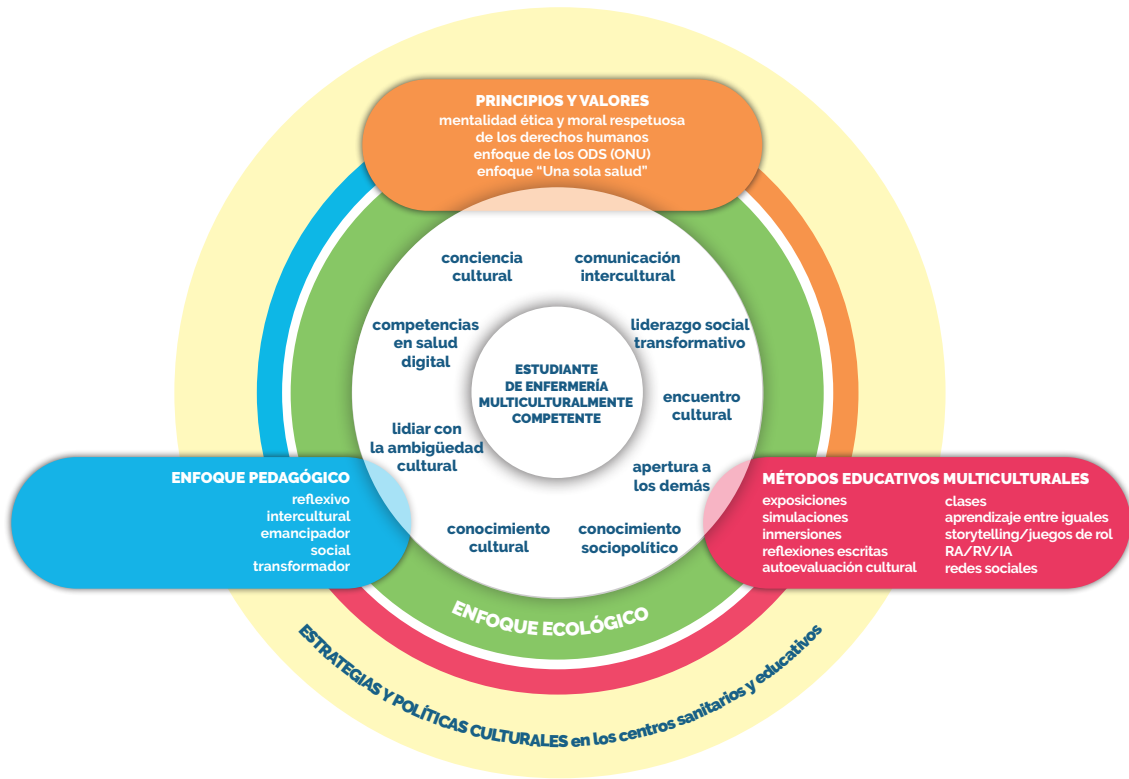 PRINCIPIOS Y VALORES
mentalidad ética y moral respetuosa
de los derechos humanos
enfoque de los ODS (ONU)
enfoque “Una sola salud”
conciencia
cultural
comunicación
intercultural
competencias
en salud
digital
liderazgo social
transformativo
ESTUDIANTE
DE ENFERMERÍA
MULTICULTURALMENTE
COMPETENTE
encuentro
cultural
lidiar con
la ambigüedad
cultural
apertura a
los demás
conocimiento
cultural
conocimiento
sociopolítico
ENFOQUE PEDAGÓGICO
reflexivo
intercultural
emancipador
social
transformador
MÉTODOS EDUCATIVOS MULTICULTURALES
exposiciones
simulaciones
inmersiones
reflexiones escritas
autoevaluación cultural
clases
aprendizaje entre iguales
storytelling/juegos de rol
RA/RV/IA
redes sociales
ENFOQUE ECOLÓGICO
ESTRATEGIAS Y POLÍTICAS CULTURALES en los centros sanitarios y educativos